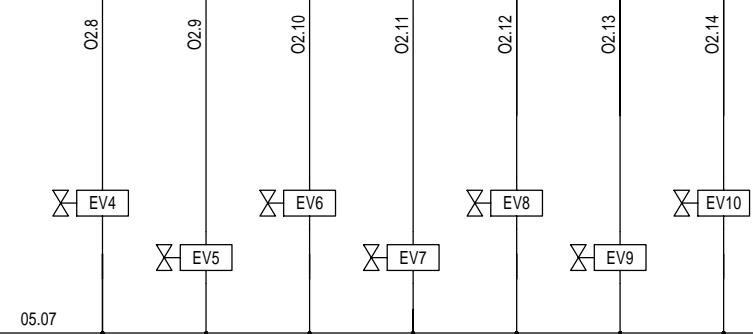 O2.8
O2.9
O2.10
O2.11
O2.12
O2.13
O2.14
EV4
EV6
EV8
EV10
EV5
EV7
EV9
05.07